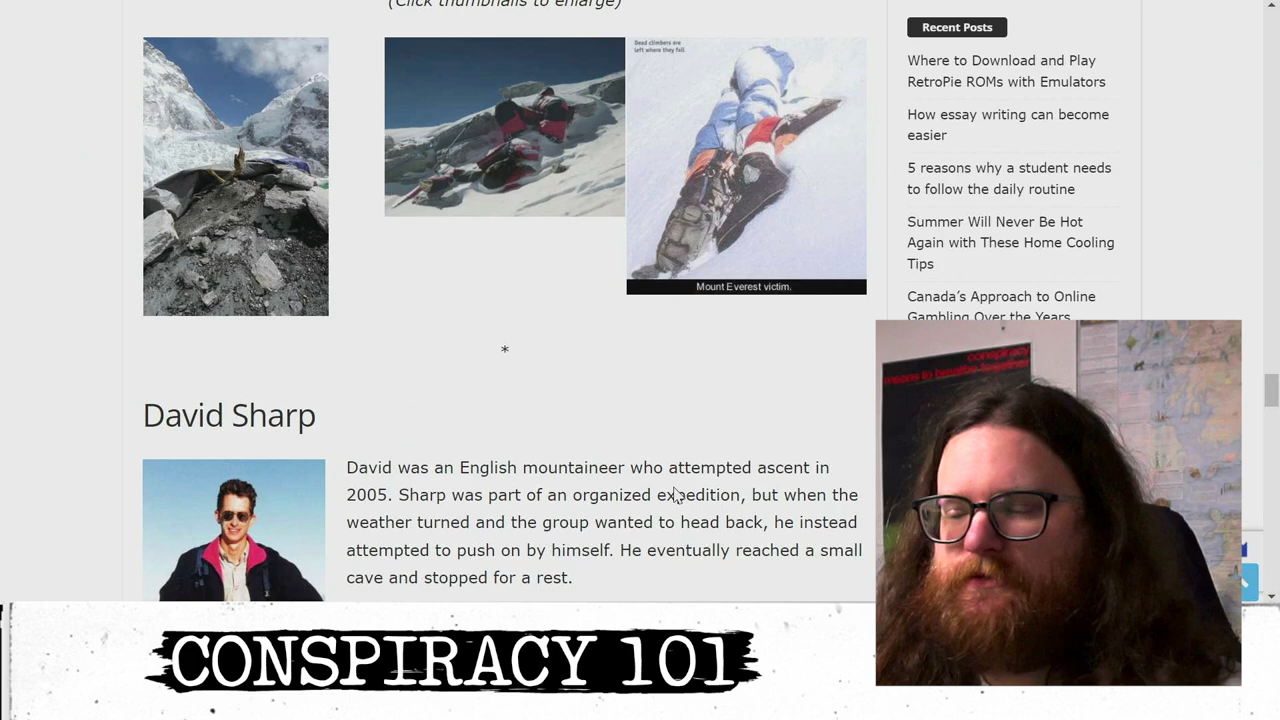 (Click thumbnails to enlarge)
Dead climbers are
left where they fall.
Mount Everest victim.
*
David Sharp
David was an English mountaineer who attempted ascent in
2005. Sharp was part of an organized expedition, but when the
weather turned and the group wanted to head back, he instead
attempted to push on by himself. He eventually reached a small
cave and stopped for a rest.
Recent Posts
Where to Download and Play
RetroPie ROMs with Emulators
How essay writing can become
easier
5 reasons why a student needs
to follow the daily routine
Summer Will Never Be Hot
Again with These Home Cooling
Tips
Canada’s Approach to Online
Gambling Over the Years
conspiracy
means to breathe together
CONSPIRACY 101